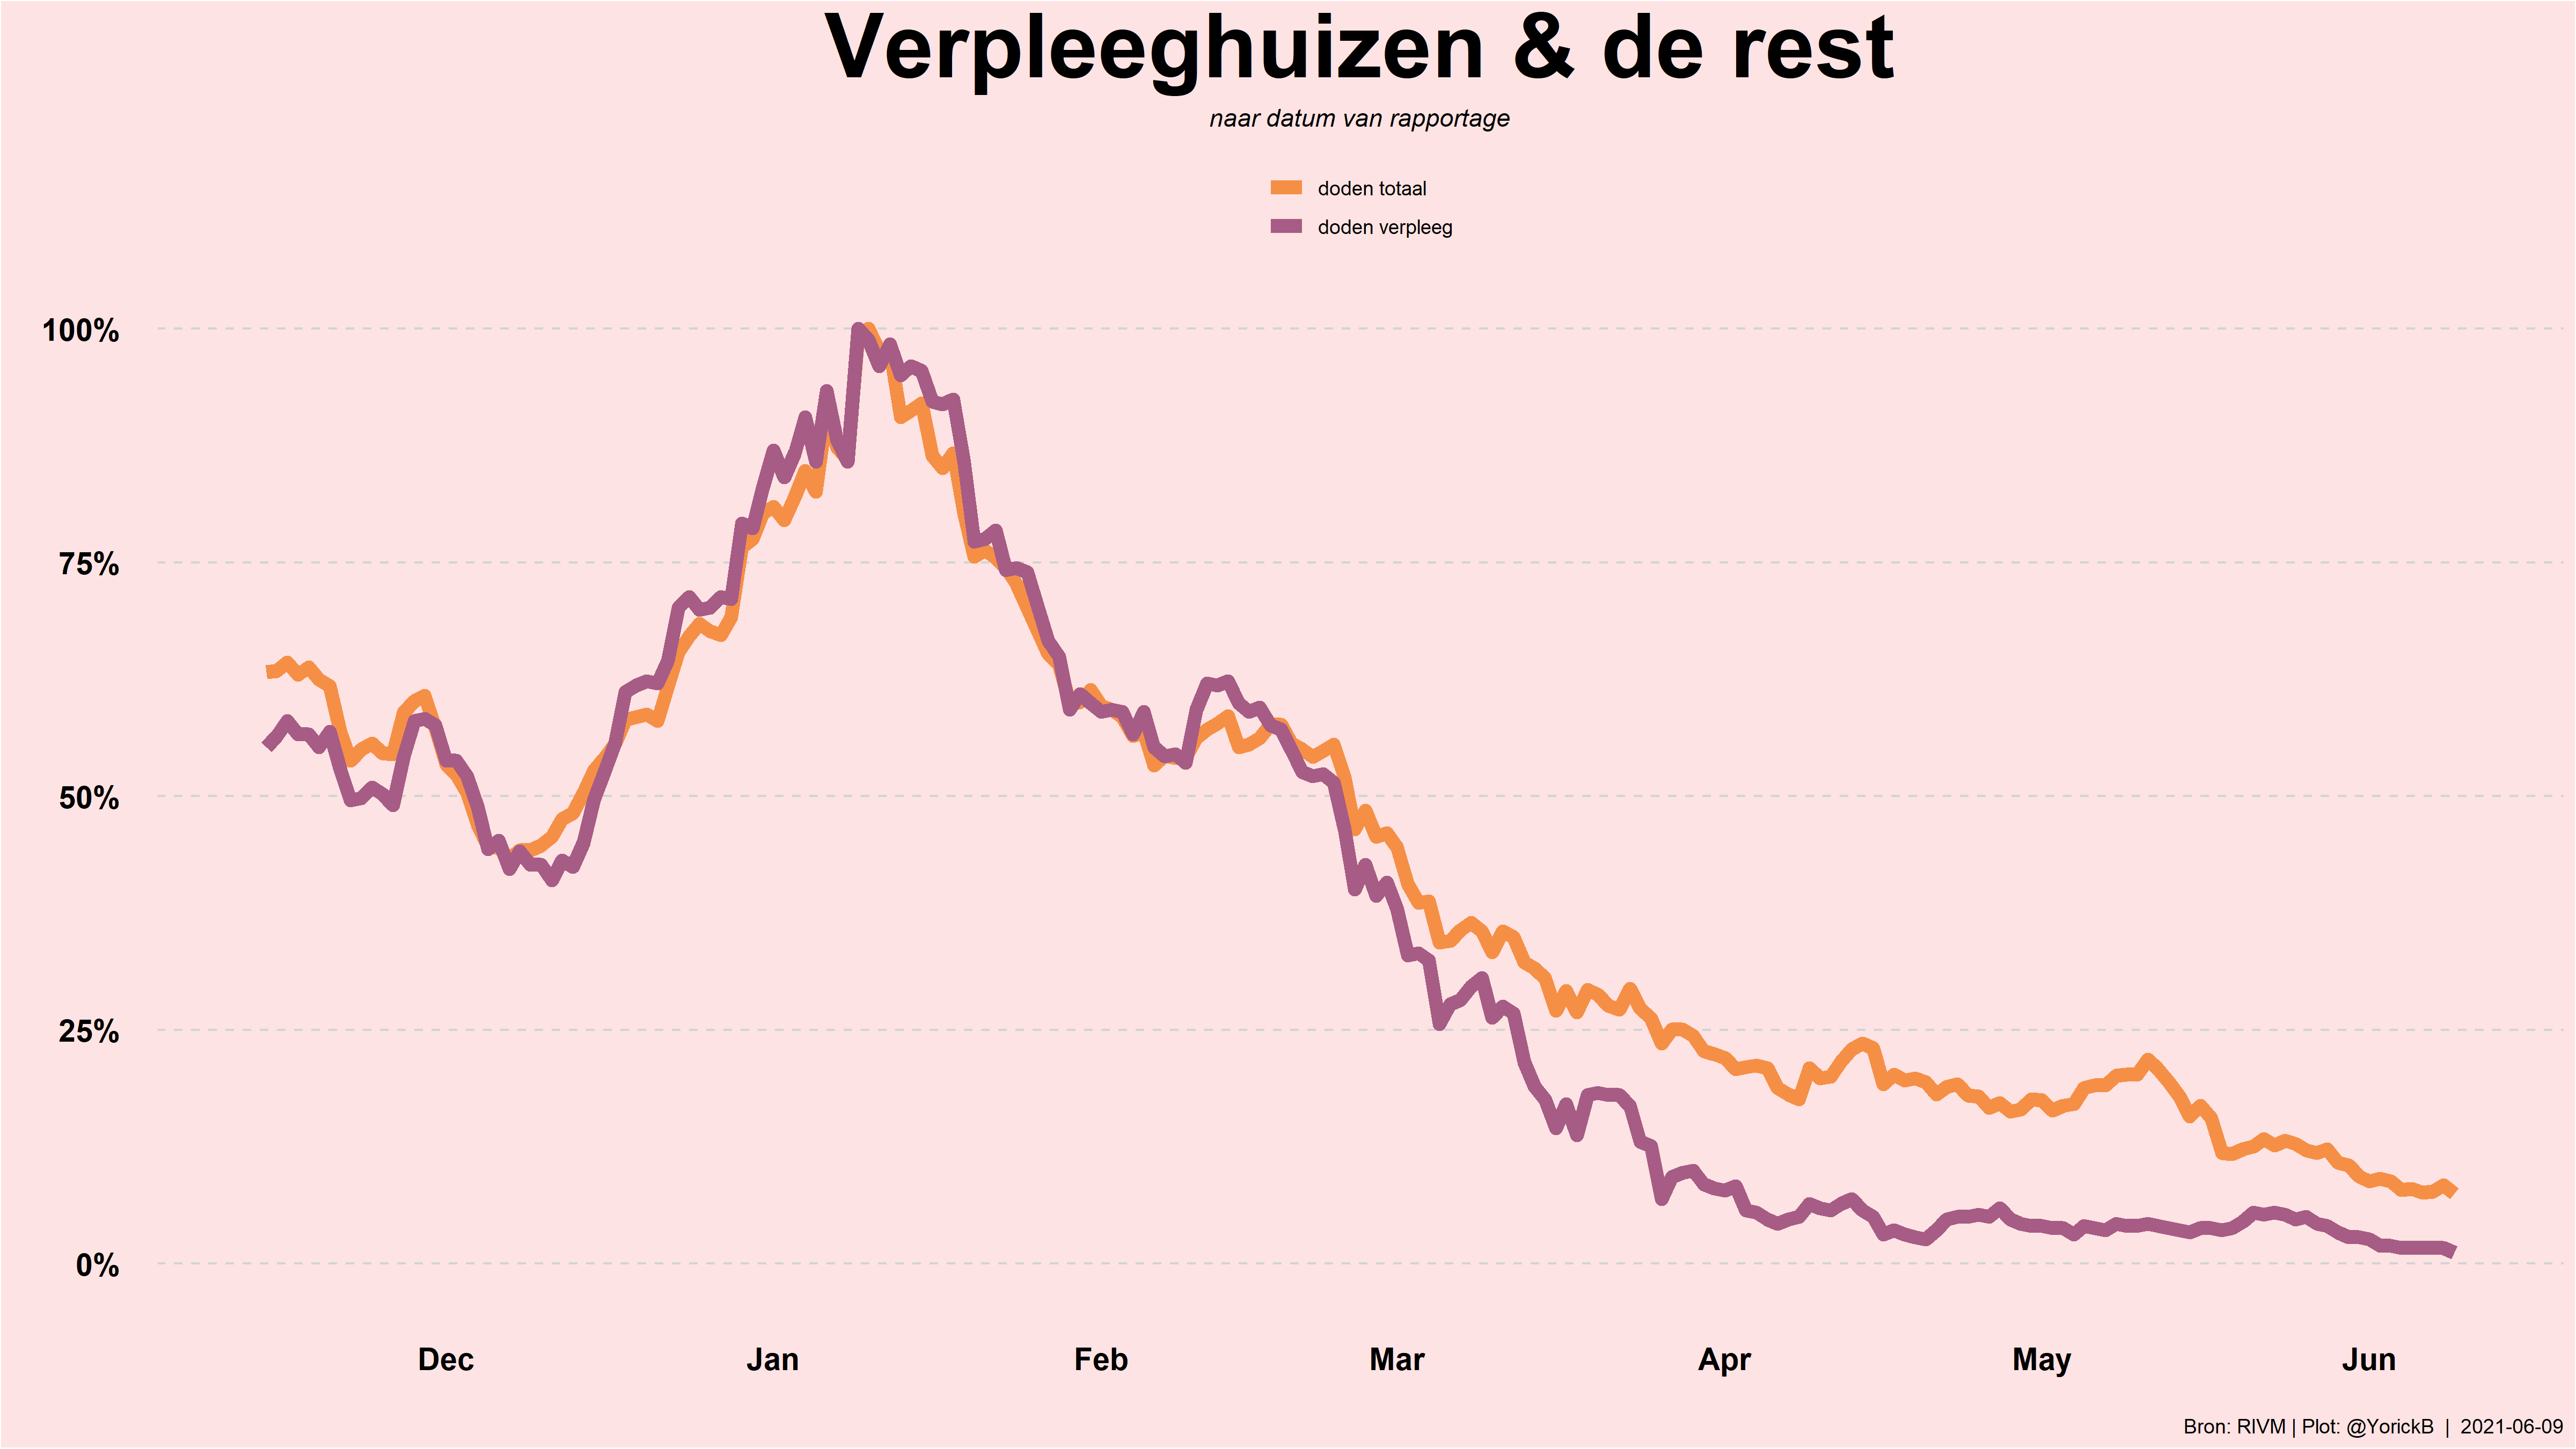 Verpleeghuizen & de rest
naar datum van rapportage
doden totaal
doden verpleeg
100%
75%
50%
25%
0%
Dec Jan Feb Mar Apr May Jun
Bron: RIVM | Plot: @YorickB | 2021-06-09